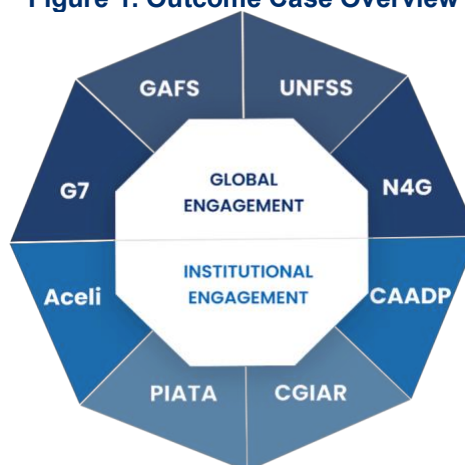 Figure 1: Outcome Case Overview
GAFS
UNFSS
G7
GLOBAL
ENGAGEMENT
N4G
Aceli
INSTITUTIONAL
ENGAGEMENT
CAADP
PIATA
CGIAR